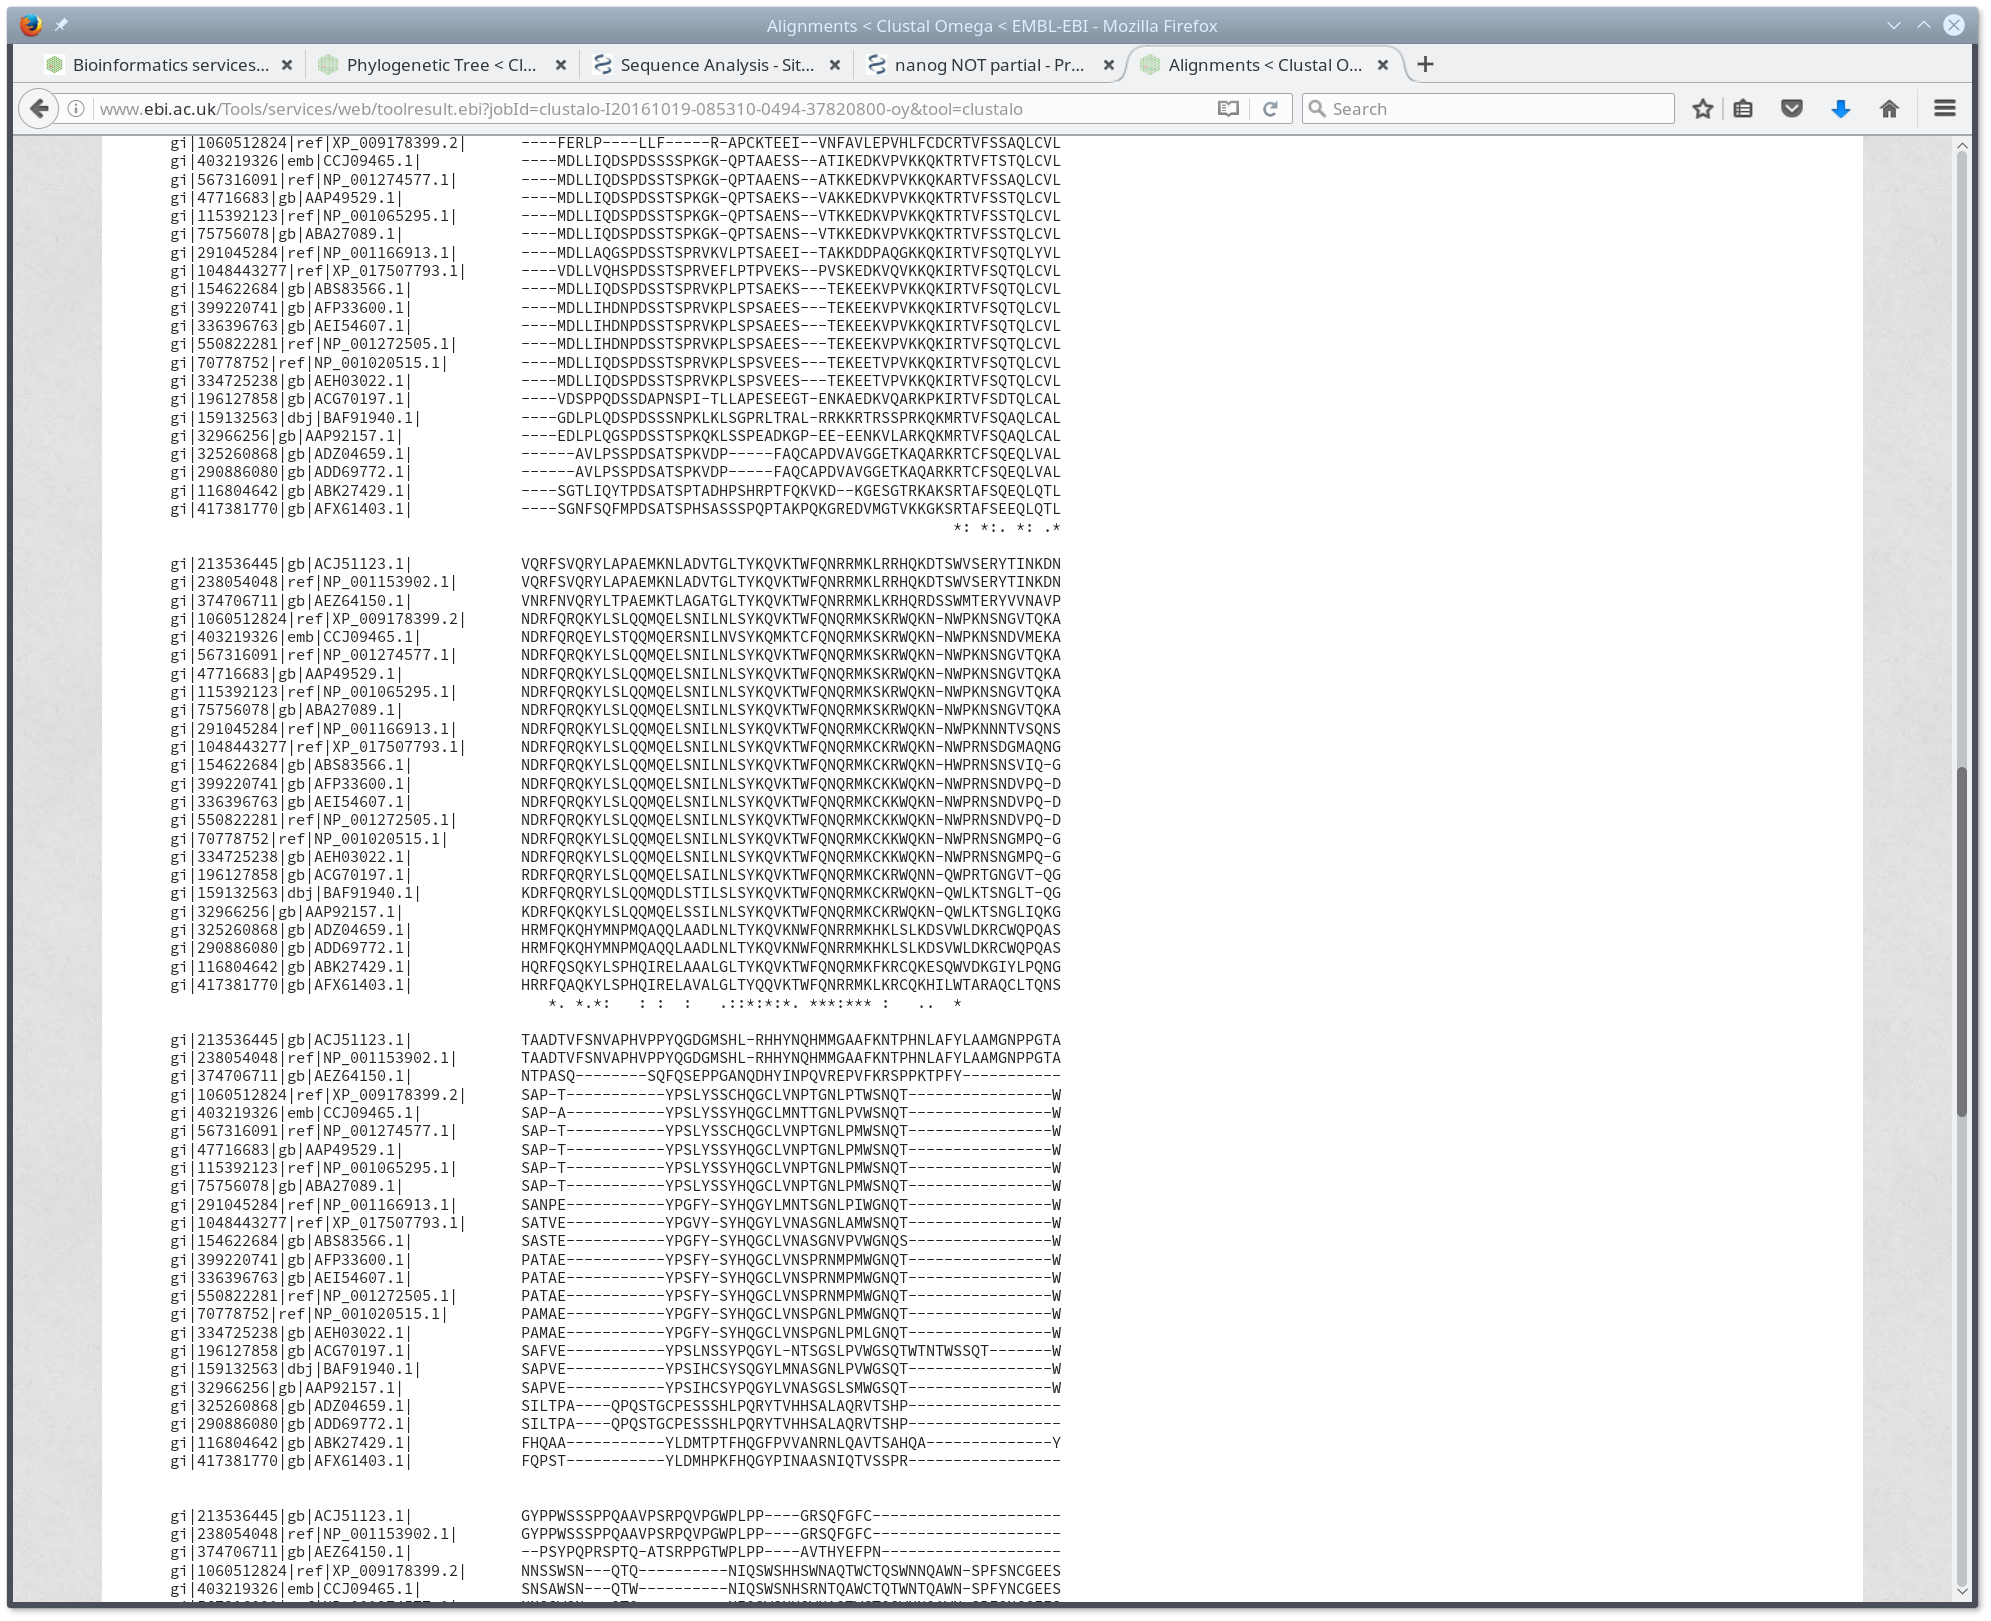 Alignments < Clustal Omega < EMBL-EBI - Mozilla Firefox
Bioinformatics services... Phylogenetic Tree < Cl... Sequence Analysis - Sit... nanog NOT partial - Pr... Alignments < Clustal O...
www.ebi.ac.uk/Tools/services/web/toolresult.ebi?jobId=clustalo-I20161019-085310-0494-37820800-oy&tool=clustalo Search
gi|1060512824|ref|XP_009178399.2| ----FERLP----LLF-----R-APCKTEEI--VNFAVLEPVHLFCDCRTVFSSAQLCVL
gi|403219326|emb|CCJ09465.1| ----MDLLIQDSPDSSSSPKGK-QPTAAESS--ATIKEDKVPVKKQKTRTVFTSTQLCVL
gi|567316091|ref|NP_001274577.1| ----MDLLIQDSPDSSTSPKGK-QPTAAENS--ATKKEDKVPVKKQKARTVFSSAQLCVL
gi|47716683|gb|AAP49529.1| ----MDLLIQDSPDSSTSPKGK-QPTSAEKS--VAKKEDKVPVKKQKTRTVFSSTQLCVL
gi|115392123|ref|NP_001065295.1| ----MDLLIQDSPDSSTSPKGK-QPTSAENS--VTKKEDKVPVKKQKTRTVFSSTQLCVL
gi|75756078|gb|ABA27089.1| ----MDLLIQDSPDSSTSPKGK-QPTSAENS--VTKKEDKVPVKKQKTRTVFSSTQLCVL
gi|291045284|ref|NP_001166913.1| ----MDLLAQGSPDSSTSPRVKVLPTSAEEI--TAKKDDPAQGKKQKIRTVFSQTQLYVL
gi|1048443277|ref|XP_017507793.1| ----VDLLVQHSPDSSTSPRVEFLPTPVEKS--PVSKEDKVQVKKQKIRTVFSQTQLCVL
gi|154622684|gb|ABS83566.1| ----MDLLIQDSPDSSTSPRVKPLPTSAEKS---TEKEEKVPVKKQKIRTVFSQTQLCVL
gi|399220741|gb|AFP33600.1| ----MDLLIHDNPDSSTSPRVKPLSPSAEES---TEKEEKVPVKKQKIRTVFSQTQLCVL
gi|336396763|gb|AEI54607.1| ----MDLLIHDNPDSSTSPRVKPLSPSAEES---TEKEEKVPVKKQKIRTVFSQTQLCVL
gi|550822281|ref|NP_001272505.1| ----MDLLIHDNPDSSTSPRVKPLSPSAEES---TEKEEKVPVKKQKIRTVFSQTQLCVL
gi|70778752|ref|NP_001020515.1| ----MDLLIQDSPDSSTSPRVKPLSPSVEES---TEKEETVPVKKQKIRTVFSQTQLCVL
gi|334725238|gb|AEH03022.1| ----MDLLIQDSPDSSTSPRVKPLSPSVEES---TEKEETVPVKKQKIRTVFSQTQLCVL
gi|196127858|gb|ACG70197.1| ----VDSPPQDSSDAPNSPI-TLLAPESEEGT-ENKAEDKVQARKPKIRTVFSDTQLCAL
gi|159132563|dbj|BAF91940.1| ----GDLPLQDSPDSSSNPKLKLSGPRLTRAL-RRKKRTRSSPRKQKMRTVFSQAQLCAL
gi|32966256|gb|AAP92157.1| ----EDLPLQGSPDSSTSPKQKLSSPEADKGP-EE-EENKVLARKQKMRTVFSQAQLCAL
gi|325260868|gb|ADZ04659.1| ------AVLPSSPDSATSPKVDP-----FAQCAPDVAVGGETKAQARKRTCFSQEQLVAL
gi|290886080|gb|ADD69772.1| ------AVLPSSPDSATSPKVDP-----FAQCAPDVAVGGETKAQARKRTCFSQEQLVAL
gi|116804642|gb|ABK27429.1| ----SGTLIQYTPDSATSPTADHPSHRPTFQKVKD--KGESGTRKAKSRTAFSQEQLQTL
gi|417381770|gb|AFX61403.1| ----SGNFSQFMPDSATSPHSASSSPQPTAKPQKGREDVMGTVKKGKSRTAFSEEQLQTL
*: *:. *: .*
gi|213536445|gb|ACJ51123.1| VQRFSVQRYLAPAEMKNLADVTGLTYKQVKTWFQNRRMKLRRHQKDTSWVSERYTINKDN
gi|238054048|ref|NP_001153902.1| VQRFSVQRYLAPAEMKNLADVTGLTYKQVKTWFQNRRMKLRRHQKDTSWVSERYTINKDN
gi|374706711|gb|AEZ64150.1| VNRFNVQRYLTPAEMKTLAGATGLTYKQVKTWFQNRRMKLKRHQRDSSWMTERYVVNAVP
gi|1060512824|ref|XP_009178399.2| NDRFQRQKYLSLQQMQELSNILNLSYKQVKTWFQNQRMKSKRWQKN-NWPKNSNGVTQKA
gi|403219326|emb|CCJ09465.1| NDRFQRQEYLSTQQMQERSNILNVSYKQMKTCFQNQRMKSKRWQKN-NWPKNSNDVMEKA
gi|567316091|ref|NP_001274577.1| NDRFQRQKYLSLQQMQELSNILNLSYKQVKTWFQNQRMKSKRWQKN-NWPKNSNGVTQKA
gi|47716683|gb|AAP49529.1| NDRFQRQKYLSLQQMQELSNILNLSYKQVKTWFQNQRMKSKRWQKN-NWPKNSNGVTQKA
gi|115392123|ref|NP_001065295.1| NDRFQRQKYLSLQQMQELSNILNLSYKQVKTWFQNQRMKSKRWQKN-NWPKNSNGVTQKA
gi|75756078|gb|ABA27089.1| NDRFQRQKYLSLQQMQELSNILNLSYKQVKTWFQNQRMKSKRWQKN-NWPKNSNGVTQKA
gi|291045284|ref|NP_001166913.1| NDRFQRQKYLSLQQMQELSNILNLSYKQVKTWFQNQRMKCKRWQKN-NWPKNNNTVSQNS
gi|1048443277|ref|XP_017507793.1| NDRFQRQKYLSLQQMQELSNILNLSYKQVKTWFQNQRMKCKRWQKN-NWPRNSDGMAQNG
gi|154622684|gb|ABS83566.1| NDRFQRQKYLSLQQMQELSNILNLSYKQVKTWFQNQRMKCKRWQKN-HWPRNSNSVIQ-G
gi|399220741|gb|AFP33600.1| NDRFQRQKYLSLQQMQELSNILNLSYKQVKTWFQNQRMKCKKWQKN-NWPRNSNDVPQ-D
gi|336396763|gb|AEI54607.1| NDRFQRQKYLSLQQMQELSNILNLSYKQVKTWFQNQRMKCKKWQKN-NWPRNSNDVPQ-D
gi|550822281|ref|NP_001272505.1| NDRFQRQKYLSLQQMQELSNILNLSYKQVKTWFQNQRMKCKKWQKN-NWPRNSNDVPQ-D
gi|70778752|ref|NP_001020515.1| NDRFQRQKYLSLQQMQELSNILNLSYKQVKTWFQNQRMKCKKWQKN-NWPRNSNGMPQ-G
gi|334725238|gb|AEH03022.1| NDRFQRQKYLSLQQMQELSNILNLSYKQVKTWFQNQRMKCKKWQKN-NWPRNSNGMPQ-G
gi|196127858|gb|ACG70197.1| RDRFQRQRYLSLQQMQELSAILNLSYKQVKTWFQNQRMKCKRWQNN-QWPRTGNGVT-QG
gi|159132563|dbj|BAF91940.1| KDRFQRQRYLSLQQMQDLSTILSLSYKQVKTWFQNQRMKCKRWQKN-QWLKTSNGLT-QG
gi|32966256|gb|AAP92157.1| KDRFQKQKYLSLQQMQELSSILNLSYKQVKTWFQNQRMKCKRWQKN-QWLKTSNGLIQKG
gi|325260868|gb|ADZ04659.1| HRMFQKQHYMNPMQAQQLAADLNLTYKQVKNWFQNRRMKHKLSLKDSVWLDKRCWQPQAS
gi|290886080|gb|ADD69772.1| HRMFQKQHYMNPMQAQQLAADLNLTYKQVKNWFQNRRMKHKLSLKDSVWLDKRCWQPQAS
gi|116804642|gb|ABK27429.1| HQRFQSQKYLSPHQIRELAAALGLTYKQVKTWFQNQRMKFKRCQKESQWVDKGIYLPQNG
gi|417381770|gb|AFX61403.1| HRRFQAQKYLSPHQIRELAVALGLTYQQVKTWFQNRRMKLRCQKHILWTARAQCLTQNS
*. *.*: : : : .::*:*:*. ***:*** : .. *
gi|213536445|gb|ACJ51123.1| TAADTVFSNVAPHVPPYQGDGMSHL-RHHYNQHMMGAAFKNTPHNLAFYLAAMGNPPGTA
gi|238054048|ref|NP_001153902.1| TAADTVFSNVAPHVPPYQGDGMSHL-RHHYNQHMMGAAFKNTPHNLAFYLAAMGNPPGTA
gi|374706711|gb|AEZ64150.1| NTPASQ--------SQFQSEPPGANQDHYINPQVREPVFKRSPPKTPFY-----------
gi|1060512824|ref|XP_009178399.2| SAP-T-----------YPSLYSSCHQGCLVNPTGNLPTWSNQT----------------W
gi|403219326|emb|CCJ09465.1| SAP-A-----------YPSLYSSYHQGCLMNTTGNLPVWSNQT----------------W
gi|567316091|ref|NP_001274577.1| SAP-T-----------YPSLYSSCHQGCLVNPTGNLPMWSNQT----------------W
gi|47716683|gb|AAP49529.1| SAP-T-----------YPSLYSSYHQGCLVNPTGNLPMWSNQT----------------W
gi|115392123|ref|NP_001065295.1| SAP-T-----------YPSLYSSYHQGCLVNPTGNLPMWSNQT----------------W
gi|75756078|gb|ABA27089.1| SAP-T-----------YPSLYSSYHQGCLVNPTGNLPMWSNQT----------------W
gi|291045284|ref|NP_001166913.1| SANPE-----------YPGFY-SYHQGYLMNTSGNLPIWGNQT----------------W
gi|1048443277|ref|XP_017507793.1| SATVE-----------YPGVY-SYHQGYLVNASGNLAMWSNQT----------------W
gi|154622684|gb|ABS83566.1| SASTE-----------YPGFY-SYHQGCLVNASGNVPVWGNQS----------------W
gi|399220741|gb|AFP33600.1| PATAE-----------YPSFY-SYHQGCLVNSPRNMPMWGNQT----------------W
gi|336396763|gb|AEI54607.1| PATAE-----------YPSFY-SYHQGCLVNSPRNMPMWGNQT----------------W
gi|550822281|ref|NP_001272505.1| PATAE-----------YPSFY-SYHQGCLVNSPRNMPMWGNQT----------------W
gi|70778752|ref|NP_001020515.1| PAMAE-----------YPGFY-SYHQGCLVNSPGNLPMWGNQT----------------W
gi|334725238|gb|AEH03022.1| PAMAE-----------YPGFY-SYHQGCLVNSPGNLPMLGNQT----------------W
gi|196127858|gb|ACG70197.1| SAFVE-----------YPSLNSSYPQGYL-NTSGSLPVWGSQTWTNTWSSQT-------W
gi|159132563|dbj|BAF91940.1| SAPVE-----------YPSIHCSYSQGYLMNASGNLPVWGSQT----------------W
gi|32966256|gb|AAP92157.1| SAPVE-----------YPSIHCSYPQGYLVNASGSLSMWGSQT----------------W
gi|325260868|gb|ADZ04659.1| SILTPA----QPQSTGCPESSSHLPQRYTVHHSALAQRVTSHP-----------------
gi|290886080|gb|ADD69772.1| SILTPA----QPQSTGCPESSSHLPQRYTVHHSALAQRVTSHP-----------------
gi|116804642|gb|ABK27429.1| FHQAA-----------YLDMTPTFHQGFPVVANRNLQAVTSAHQA--------------Y
gi|417381770|gb|AFX61403.1| FQPST-----------YLDMHPKFHQGYPINAASNIQTVSSPR-----------------
gi|213536445|gb|ACJ51123.1| GYPPWSSSPPQAAVPSRPQVPGWPLPP----GRSQFGFC---------------------
gi|238054048|ref|NP_001153902.1| GYPPWSSSPPQAAVPSRPQVPGWPLPP----GRSQFGFC---------------------
gi|374706711|gb|AEZ64150.1| --PSYPQPRSPTQ-ATSRPPGTWPLPP----AVTHYEFPN--------------------
gi|1060512824|ref|XP_009178399.2| NNSSWSN---QTQ----------NIQSWSHHSWNAQTWCTQSWNNQAWN-SPFSNCGEES
gi|403219326|emb|CCJ09465.1| SNSAWSN---QTW----------NIQSWSNHSRNTQAWCTQTWNTQAWN-SPFYNCGEES